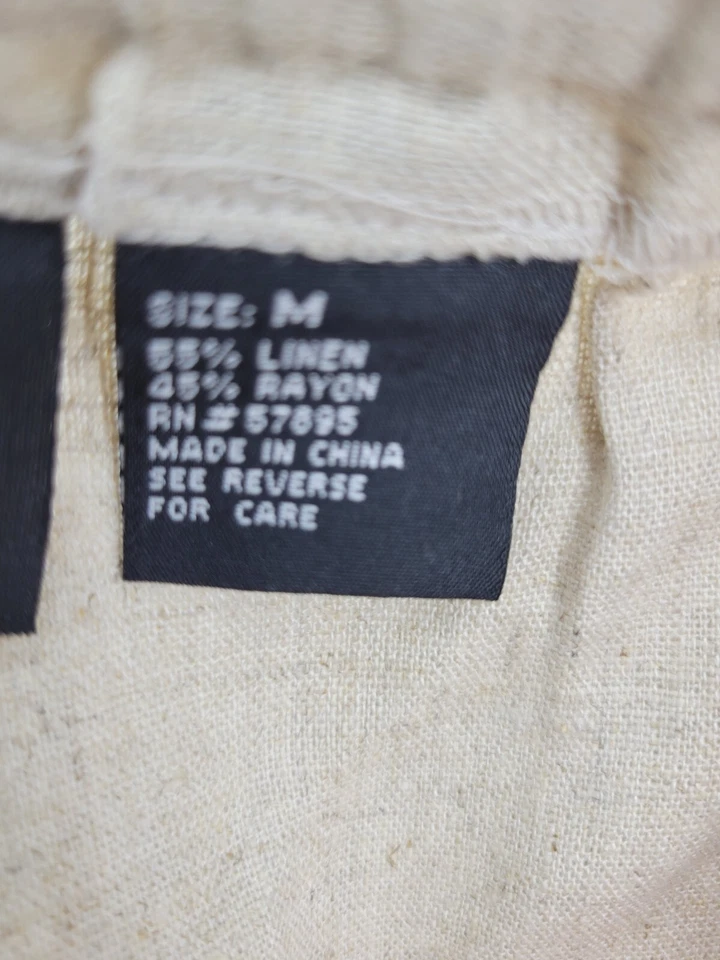 SIZE: M
55% LINEN
45% RAYON
RN # 57895
MADE IN CHINA
SEE REVERSE
FOR CARE